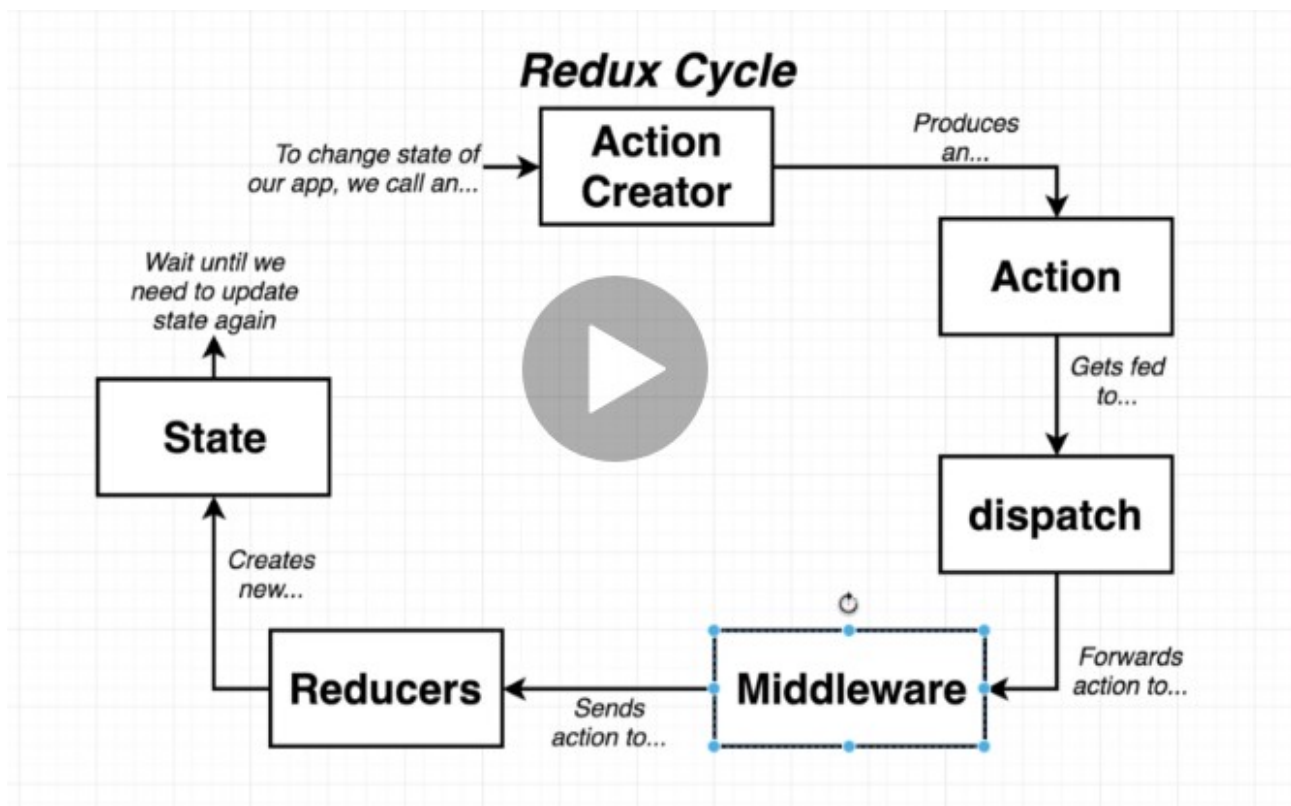 Redux Cycle
To change state of
our app, we call an...
Action
Creator
Produces
an...
Action
Gets fed
to...
dispatch
Forwards
action to...
Middleware
Sends
action to...
Reducers
Creates
new...
State
Wait until we
need to update
state again